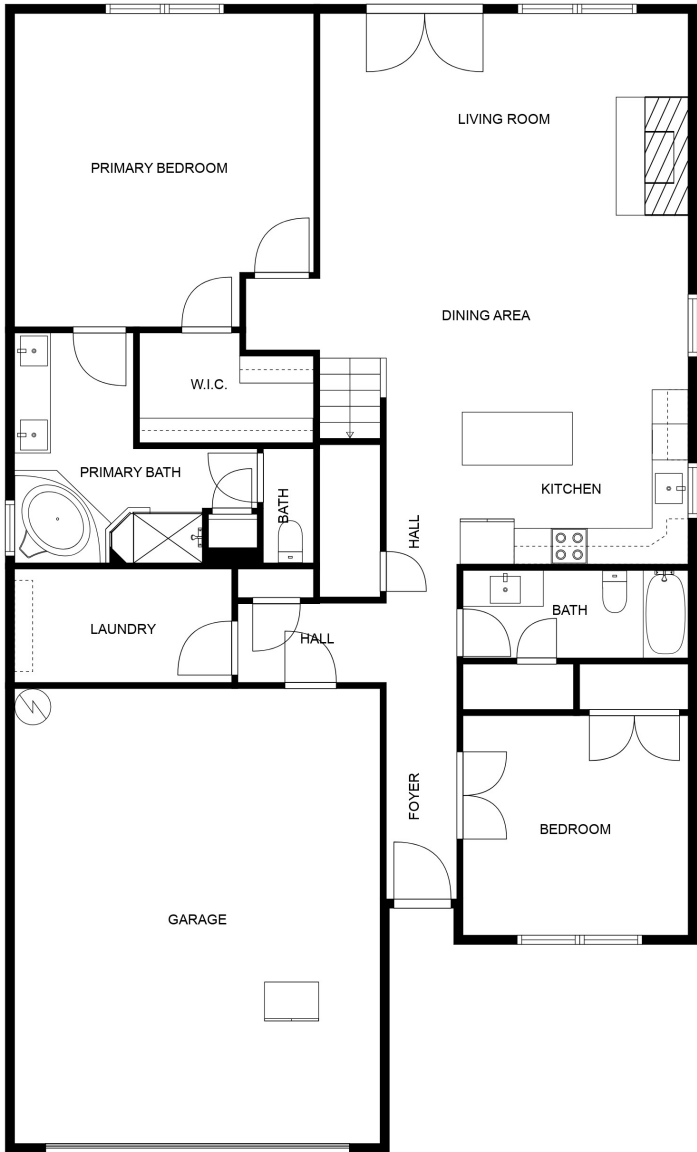 LIVING ROOM
PRIMARY BEDROOM
DINING AREA
W.I.C.
PRIMARY BATH
KITCHEN
BATH
HALL
BATH
LAUNDRY
HALL
FOYER
BEDROOM
GARAGE